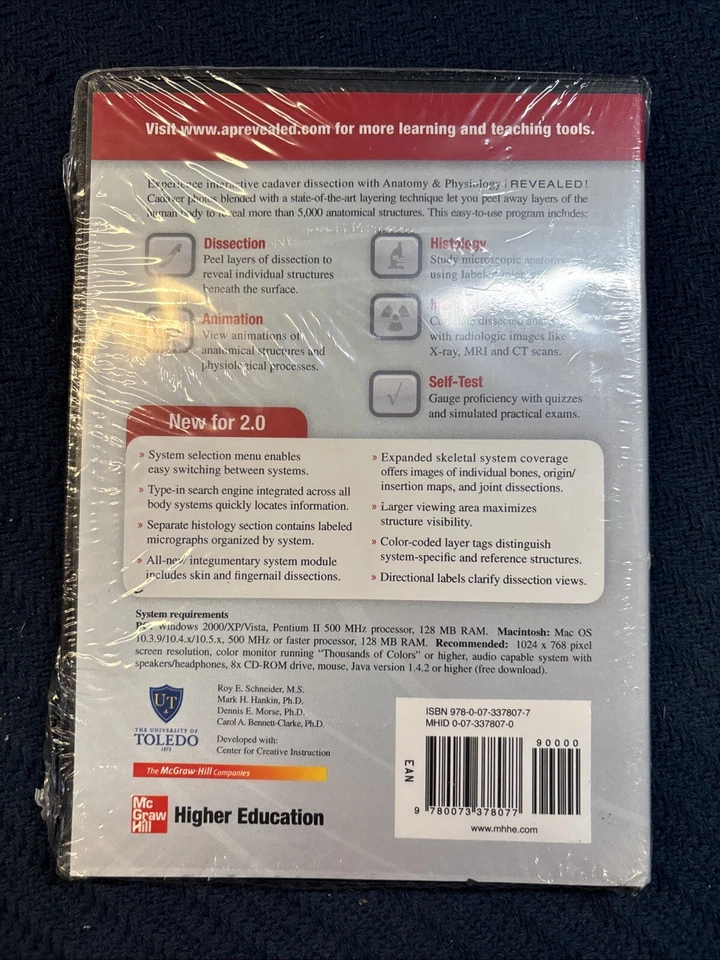 Visit www.aprevealed.com for more learning and teaching tools.
Experience interactive cadaver dissection with Anatomy & Physiology | REVEALED!
Cadaver photos blended with a state-of-the-art layering technique let you peel away layers of the
human body to reveal more than 5,000 anatomical structures. This easy-to-use program includes:
Dissection
Peel layers of dissection to
reveal individual structures
beneath the surface.
Animation
View animations of
anatomical structures and
physiological processes.
Histology
Study microscopic anatomy
using labeled
dissected
with radiologic images like
X-ray, MRI and CT scans.
Self-Test
Gauge proficiency with quizzes
and simulated practical exams.
New for 2.0
» System selection menu enables
easy switching between systems.
» Type-in search engine integrated across all
body systems quickly locates information.
» Separate histology section contains labeled
micrographs organized by system.
» All-new integumentary system module
includes skin and fingernail dissections.
» Expanded skeletal system coverage
offers images of individual bones, origin/
insertion maps, and joint dissections.
» Larger viewing area maximizes
structure visibility.
» Color-coded layer tags distinguish
system-specific and reference structures.
» Directional labels clarify dissection views.
System requirements
PC: Windows 2000/XP/Vista, Pentium II 500 MHz processor, 128 MB RAM. Macintosh: Mac OS
10.3.9/10.4.x/10.5.x, 500 MHz or faster processor, 128 MB RAM. Recommended: 1024 x 768 pixel
screen resolution, color monitor running "Thousands of Colors" or higher, audio capable system with
speakers/headphones, 8x CD-ROM drive, mouse, Java version 1.4.2 or higher (free download).
UT
THE UNIVERSITY OF
TOLEDO
1872
Roy E. Schneider, M.S.
Mark H. Hankin, Ph.D.
Dennis E. Morse, Ph.D.
Carol A. Bennett-Clarke, Ph.D.
Developed with:
Center for Creative Instruction
The McGraw·Hill Companies
Mc
Graw
Hill
Higher Education
ISBN 978-0-07-337807-7
MHID 0-07-337807-0
90000
EAN
9 780073 378077
www.mhhe.com